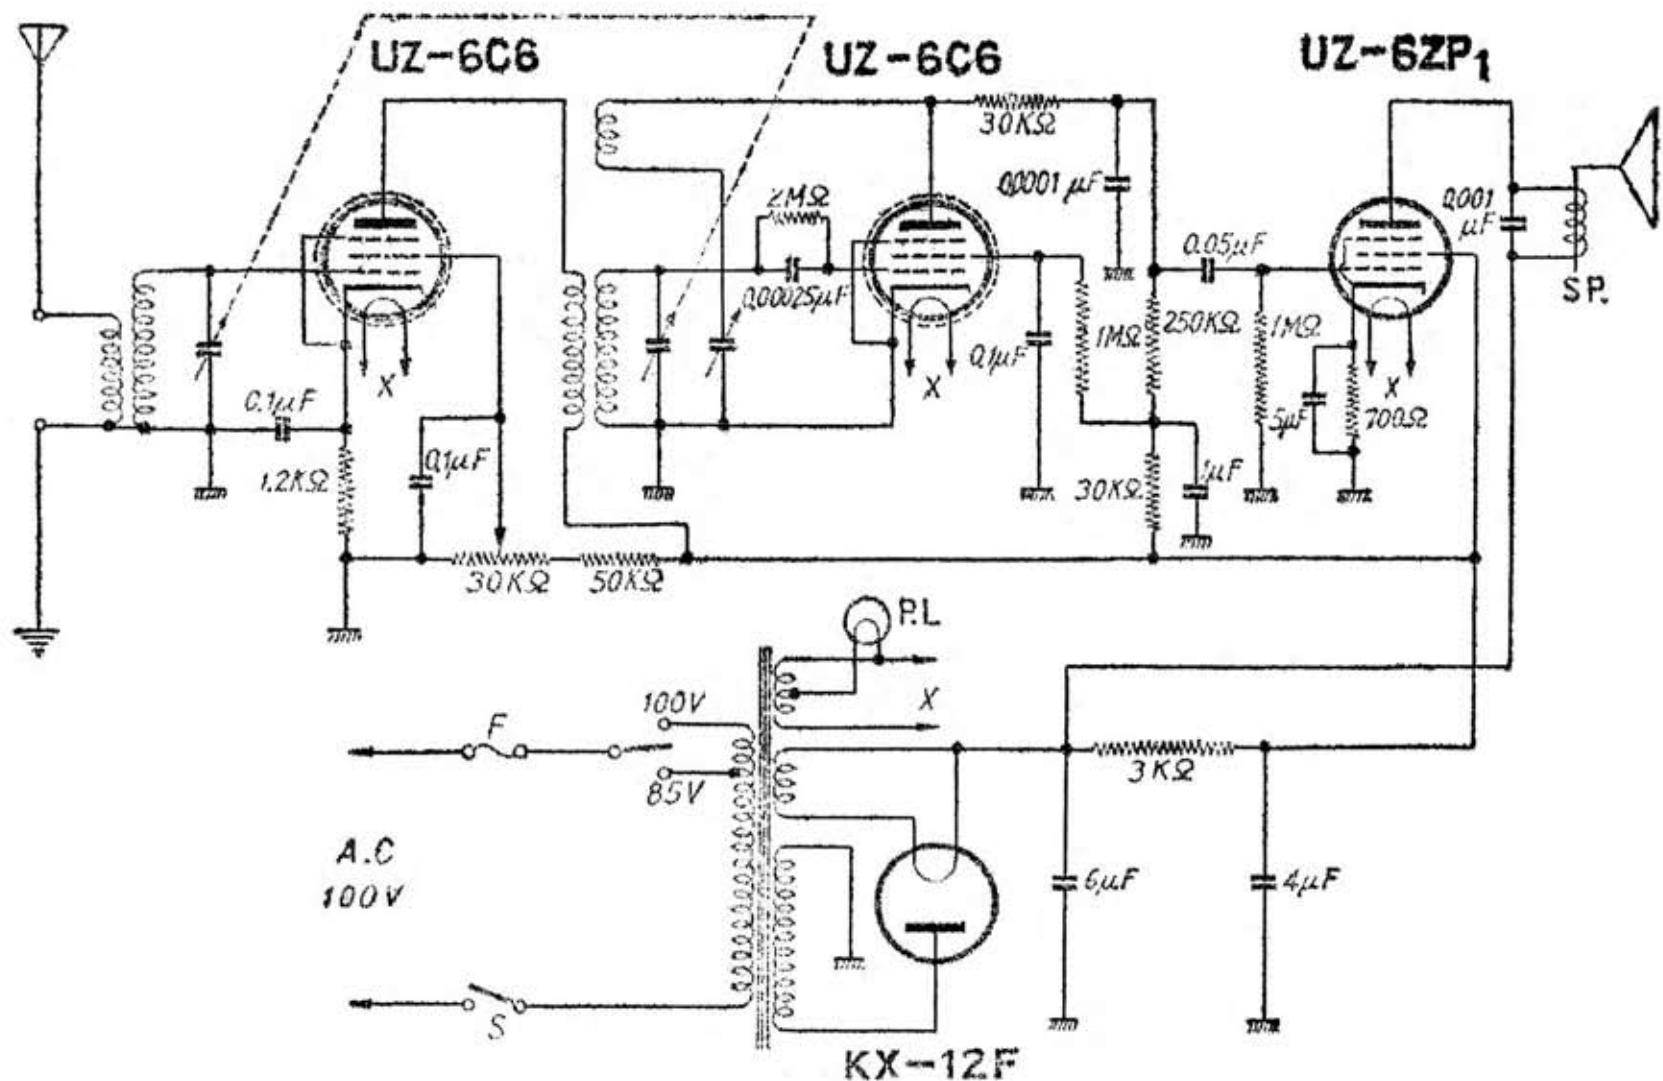 UZ-6C6
UZ-6C6
UZ-6ZP1
30KΩ
0.0001 μF
0.001
μF
2MΩ
0.05μF
0.00025μF
SP.
0.1μF
X
0.1μF
1.2KΩ
X
0.1μF
1MΩ
250KΩ
1MΩ
X
5μF
700Ω
30KΩ
1μF
30KΩ
50KΩ
P.L
100V
X
F
85V
3KΩ
A.C
100V
6μF
4μF
S
KX-12F